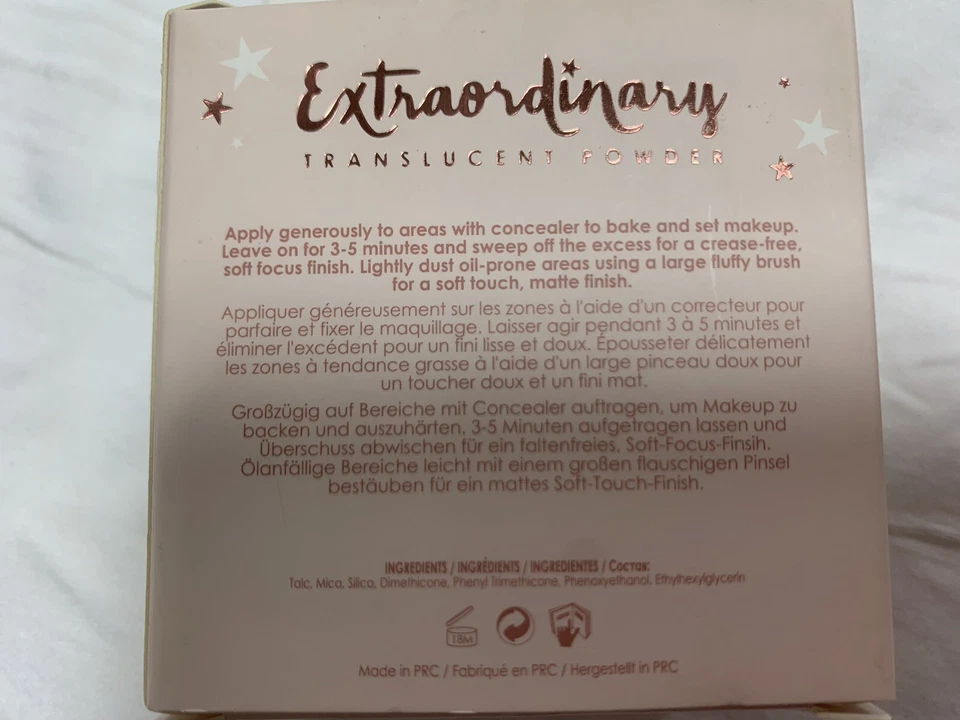 Extraordinary
TRANSLUCENT POWDER
Apply generously to areas with concealer to bake and set makeup.
Leave on for 3-5 minutes and sweep off the excess for a crease-free,
soft focus finish. Lightly dust oil-prone areas using a large fluffy brush
for a soft touch, matte finish.
Appliquer généreusement sur les zones à l'aide d'un correcteur pour
parfaire et fixer le maquillage. Laisser agir pendant 3 à 5 minutes et
éliminer l'excédent pour un fini lisse et doux. Épousseter délicatement
les zones à tendance grasse à l'aide d'un large pinceau doux pour
un toucher doux et un fini mat.
Großzügig auf Bereiche mit Concealer auftragen, um Makeup zu
backen und auszuhärten. 3-5 Minuten aufgetragen lassen und
Überschuss abwischen für ein faltenfreies, Soft-Focus-Finsih.
Ölanfällige Bereiche leicht mit einem großen flauschigen Pinsel
bestäuben für ein mattes Soft-Touch-Finish.
INGREDIENTS / INGRÉDIENTS / INGREDIENTES / Состав:
Talc, Mica, Silica, Dimethicone, Phenyl Trimethicone, Phenoxyethanol, Ethylhexylglycerin
18M
Made in PRC / Fabriqué en PRC / Hergestellt in PRC